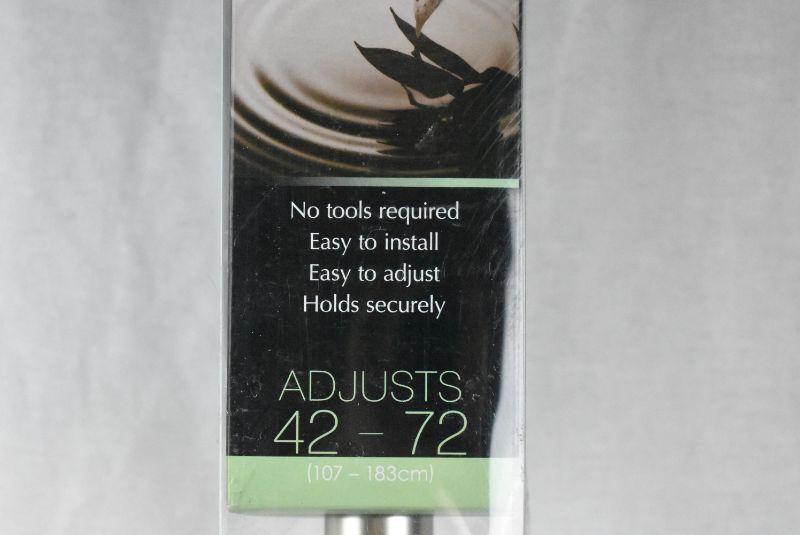 No tools required
Easy to install
Easy to adjust
Holds securely
ADJUSTS
42 – 72
(107 – 183cm)